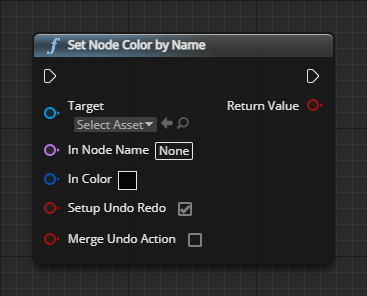 f Set Node Color by Name
Target
Select Asset
Return Value
In Node Name None
In Color
Setup Undo Redo
Merge Undo Action